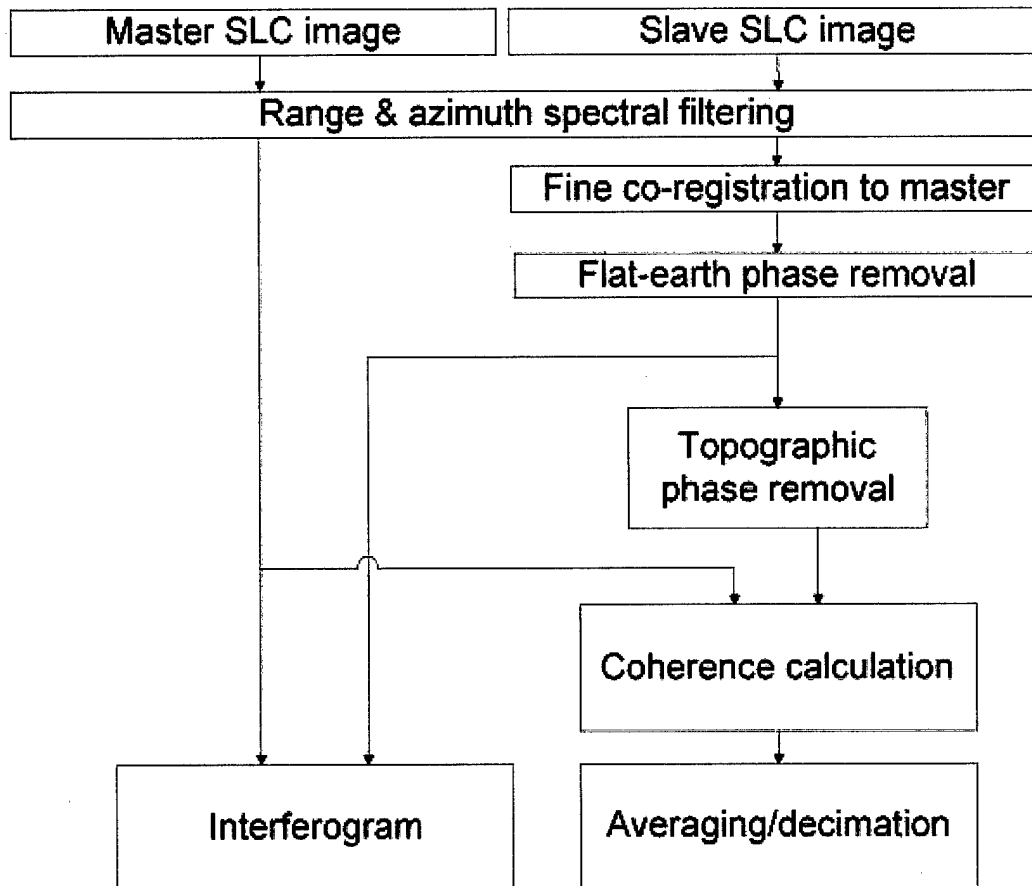 Master SLC image
Slave SLC image
Range & azimuth spectral filtering
Fine co-registration to master
Flat-earth phase removal
Topographic
phase removal
Coherence calculation
Interferogram
Averaging/decimation